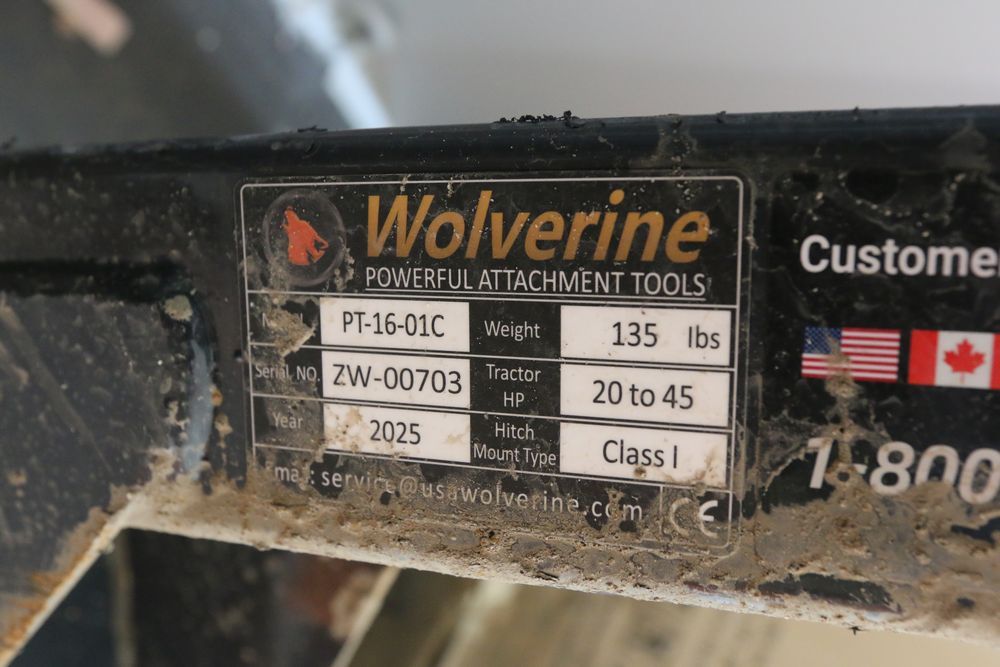 Wolverine
POWERFUL ATTACHMENT TOOLS
PT-16-01C Weight 135 lbs
Serial NO. ZW-00703 Tractor HP 20 to 45
Year 2025 Hitch Mount Type Class I
service@usawolverine.com CE
Custome
1-800